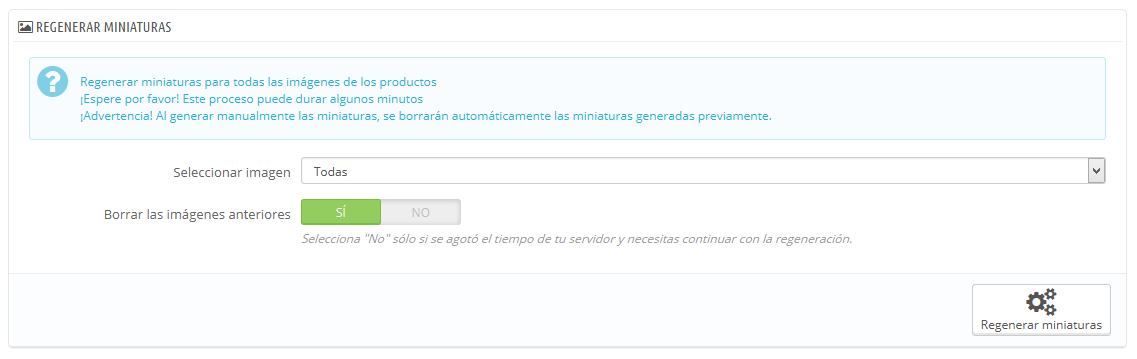 REGENERAR MINIATURAS
Regenerar miniaturas para todas las imágenes de los productos
¡Espere por favor! Este proceso puede durar algunos minutos
¡Advertencia! Al generar manualmente las miniaturas, se borrarán automáticamente las miniaturas generadas previamente.
Seleccionar imagen Todas
Borrar las imágenes anteriores SÍ NO
Selecciona "No" sólo si se agotó el tiempo de tu servidor y necesitas continuar con la regeneración.
Regenerar miniaturas